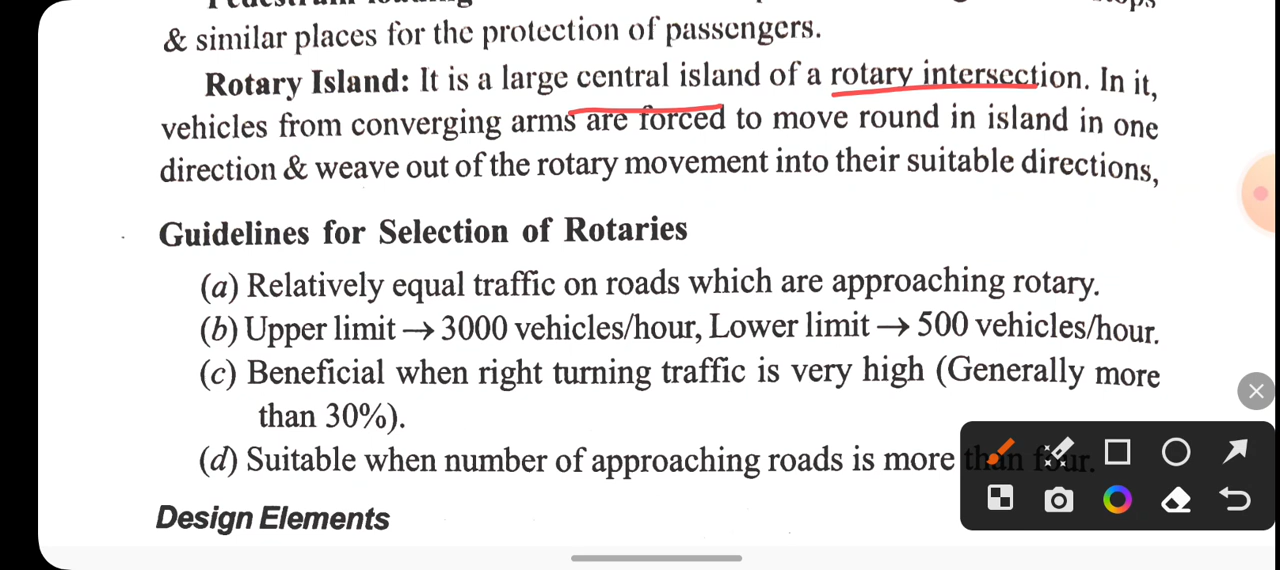 & similar places for the protection of passengers.
Rotary Island: It is a large central island of a rotary intersection. In it,
vehicles from converging arms are forced to move round in island in one
direction & weave out of the rotary movement into their suitable directions,
Guidelines for Selection of Rotaries
(a) Relatively equal traffic on roads which are approaching rotary.
(b) Upper limit → 3000 vehicles/hour, Lower limit → 500 vehicles/hour.
(c) Beneficial when right turning traffic is very high (Generally more
than 30%).
(d) Suitable when number of approaching roads is more than four.
Design Elements